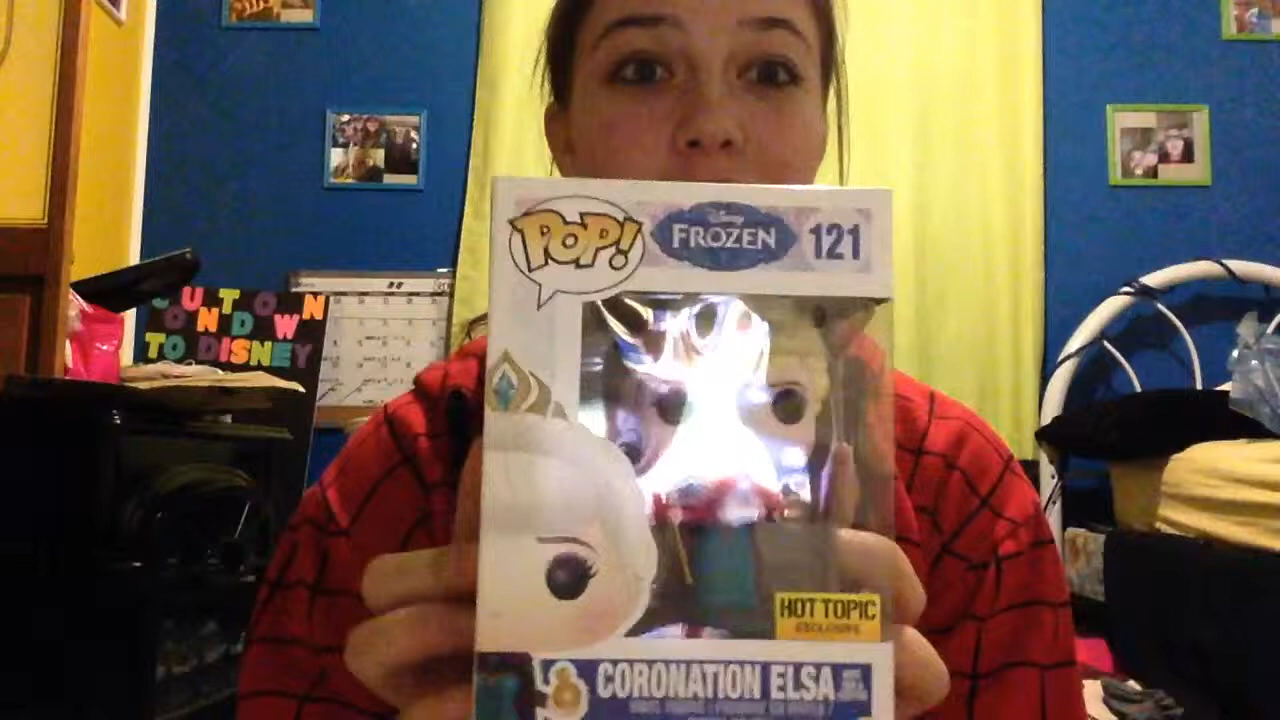 COUNTDOWN
TO DISNEY
POP!
Disney
FROZEN
121
HOT TOPIC
EXCLUSIVE
CORONATION ELSA